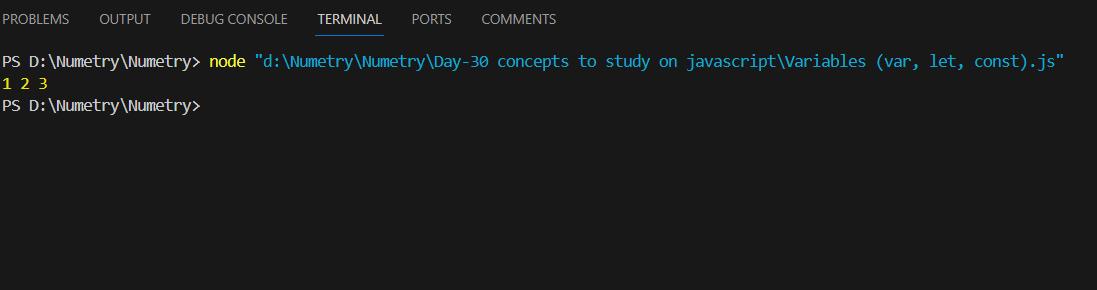 PROBLEMS OUTPUT DEBUG CONSOLE TERMINAL PORTS COMMENTS
PS D:\Numetry\Numetry> node "d:\Numetry\Numetry\Day-30 concepts to study on javascript\Variables (var, let, const).js"
1 2 3
PS D:\Numetry\Numetry>